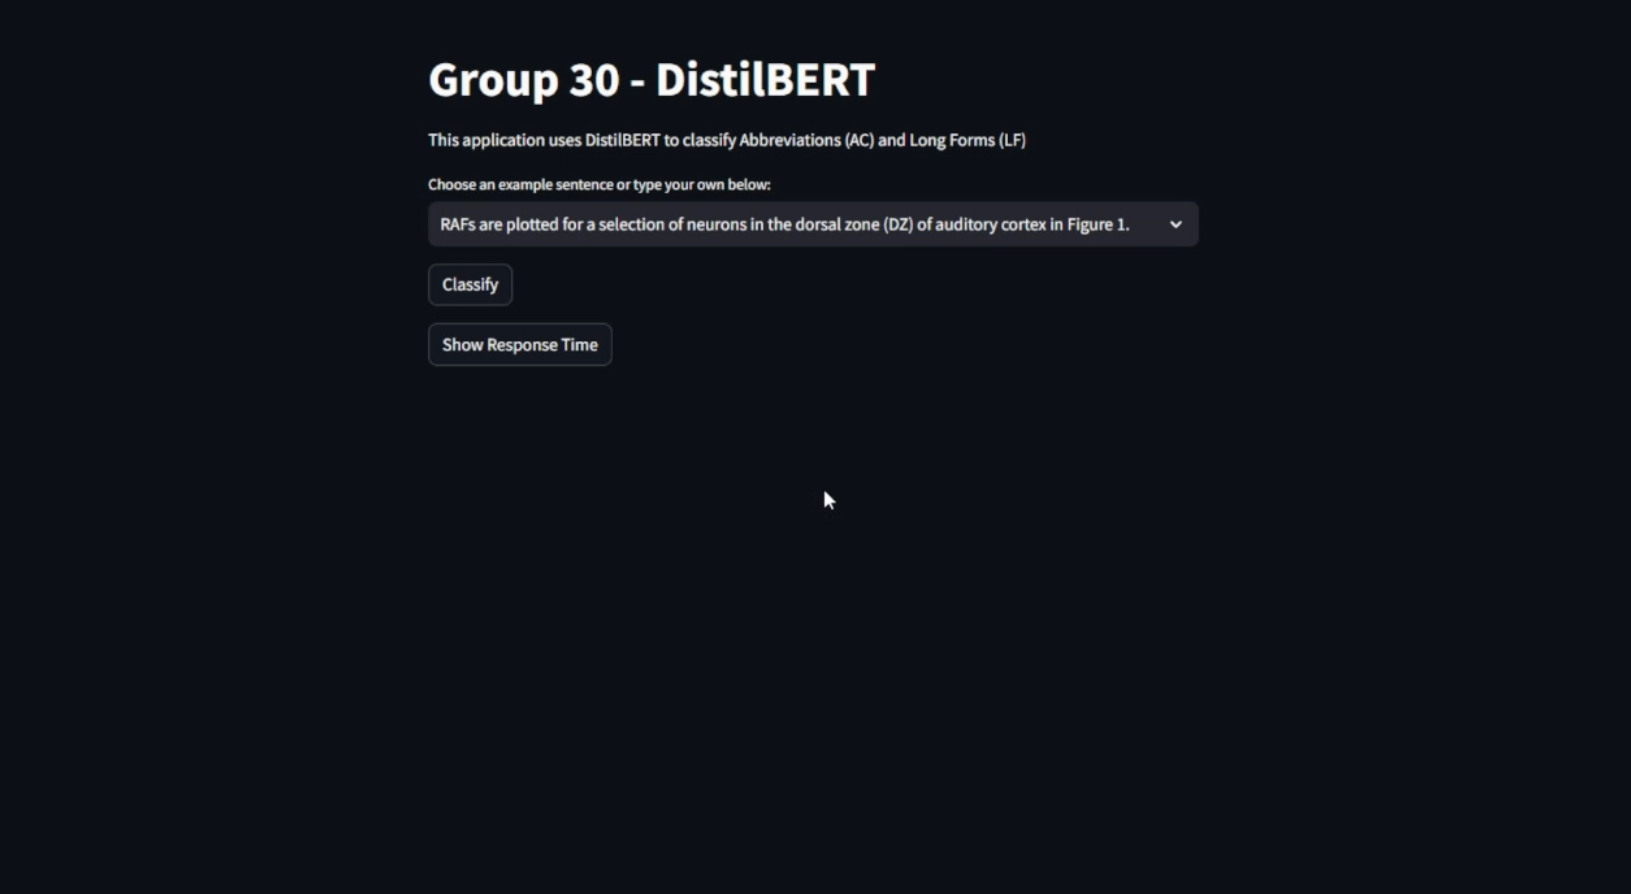 Group 30 - DistilBERT
This application uses DistilBERT to classify Abbreviations (AC) and Long Forms (LF)
Choose an example sentence or type your own below:
RAFs are plotted for a selection of neurons in the dorsal zone (DZ) of auditory cortex in Figure 1.
Classify
Show Response Time